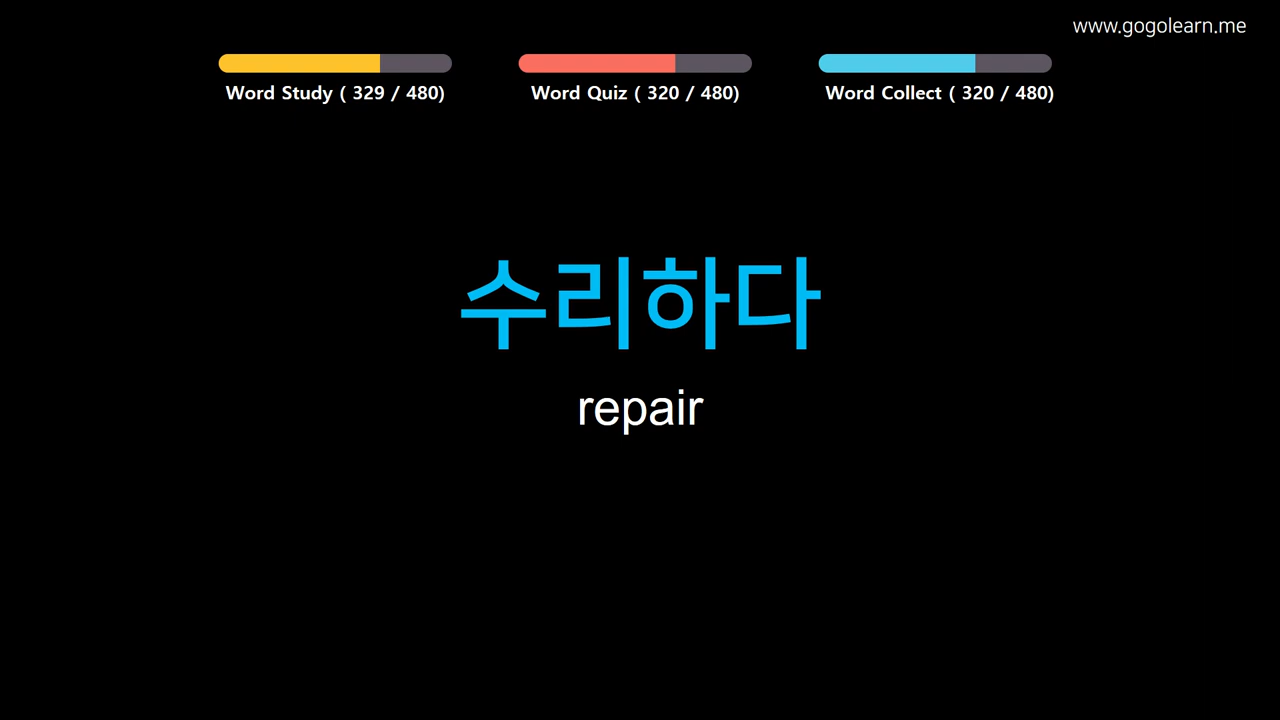 www.gogolearn.me
Word Study ( 329 / 480)
Word Quiz ( 320 / 480)
Word Collect ( 320 / 480)
수리하다
repair